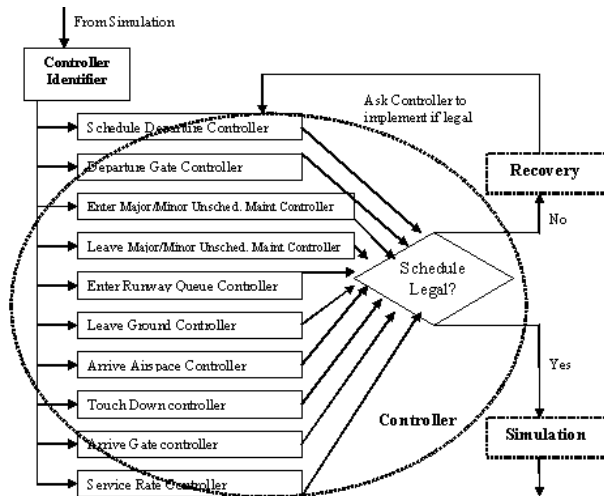 From Simulation
Controller
Identifier
Ask Controller to
implement if legal
Schedule Departure Controller
Departure Gate Controller
Recovery
Enter Major/Minor Unsched. Maint Controller
No
Leave Major/Minor Unsched. Maint Controller
Schedule
Legal?
Enter Runway Queue Controller
Leave Ground Controller
Arrive Airspace Controller
Yes
Touch Down controller
Controller
Simulation
Arrive Gate controller
Service Rate Controller